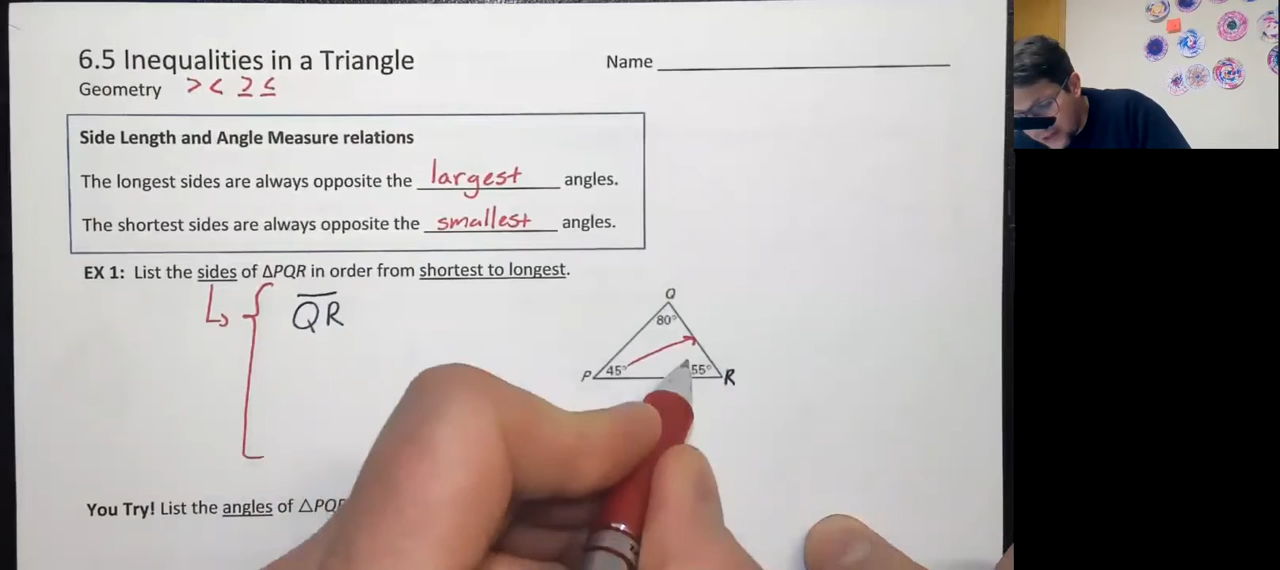 6.5 Inequalities in a Triangle
Name
Geometry > < ≥ ≤
Side Length and Angle Measure relations
The longest sides are always opposite the largest angles.
The shortest sides are always opposite the smallest angles.
EX 1: List the sides of ΔPQR in order from shortest to longest.
QR
Q
80°
P 45° 55° R
You Try! List the angles of △PQR